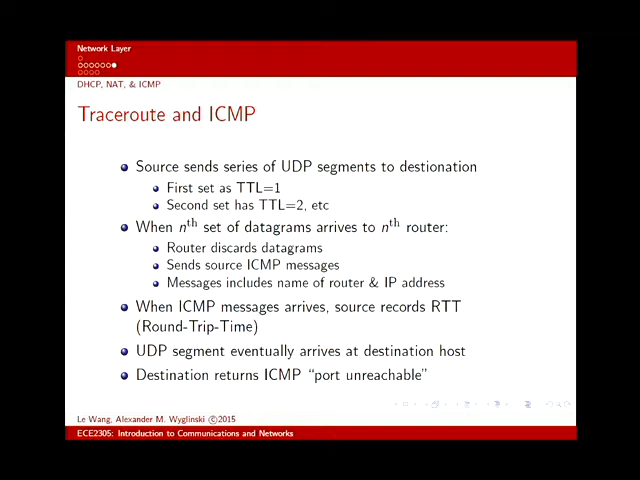 Network Layer
DHCP, NAT, & ICMP
Traceroute and ICMP
Source sends series of UDP segments to destionation
First set as TTL=1
Second set has TTL=2, etc
When nth set of datagrams arrives to nth router:
Router discards datagrams
Sends source ICMP messages
Messages includes name of router & IP address
When ICMP messages arrives, source records RTT
(Round-Trip-Time)
UDP segment eventually arrives at destination host
Destination returns ICMP “port unreachable”
Le Wang, Alexander M. Wyglinski ©2015
ECE2305: Introduction to Communications and Networks